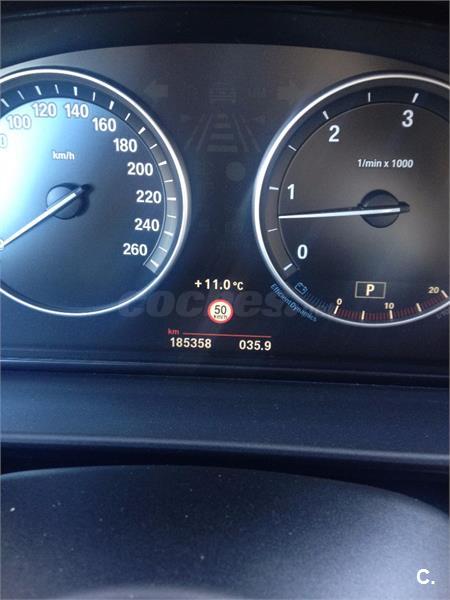 100 120 140 160 180 200 220 240 260
km/h
0 1 2 3
1/min x 1000
+11.0 °C
50
km/h
km
185358 035.9
P
EfficientDynamics
0 10 20
coches
C.